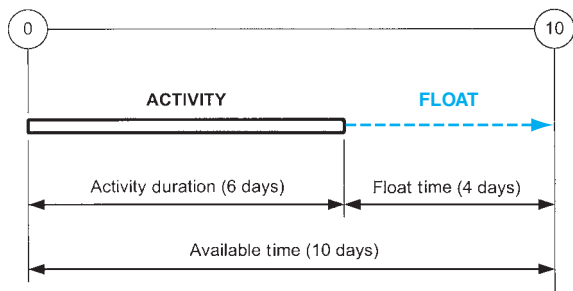 0 10
ACTIVITY FLOAT
Activity duration (6 days) Float time (4 days)
Available time (10 days)